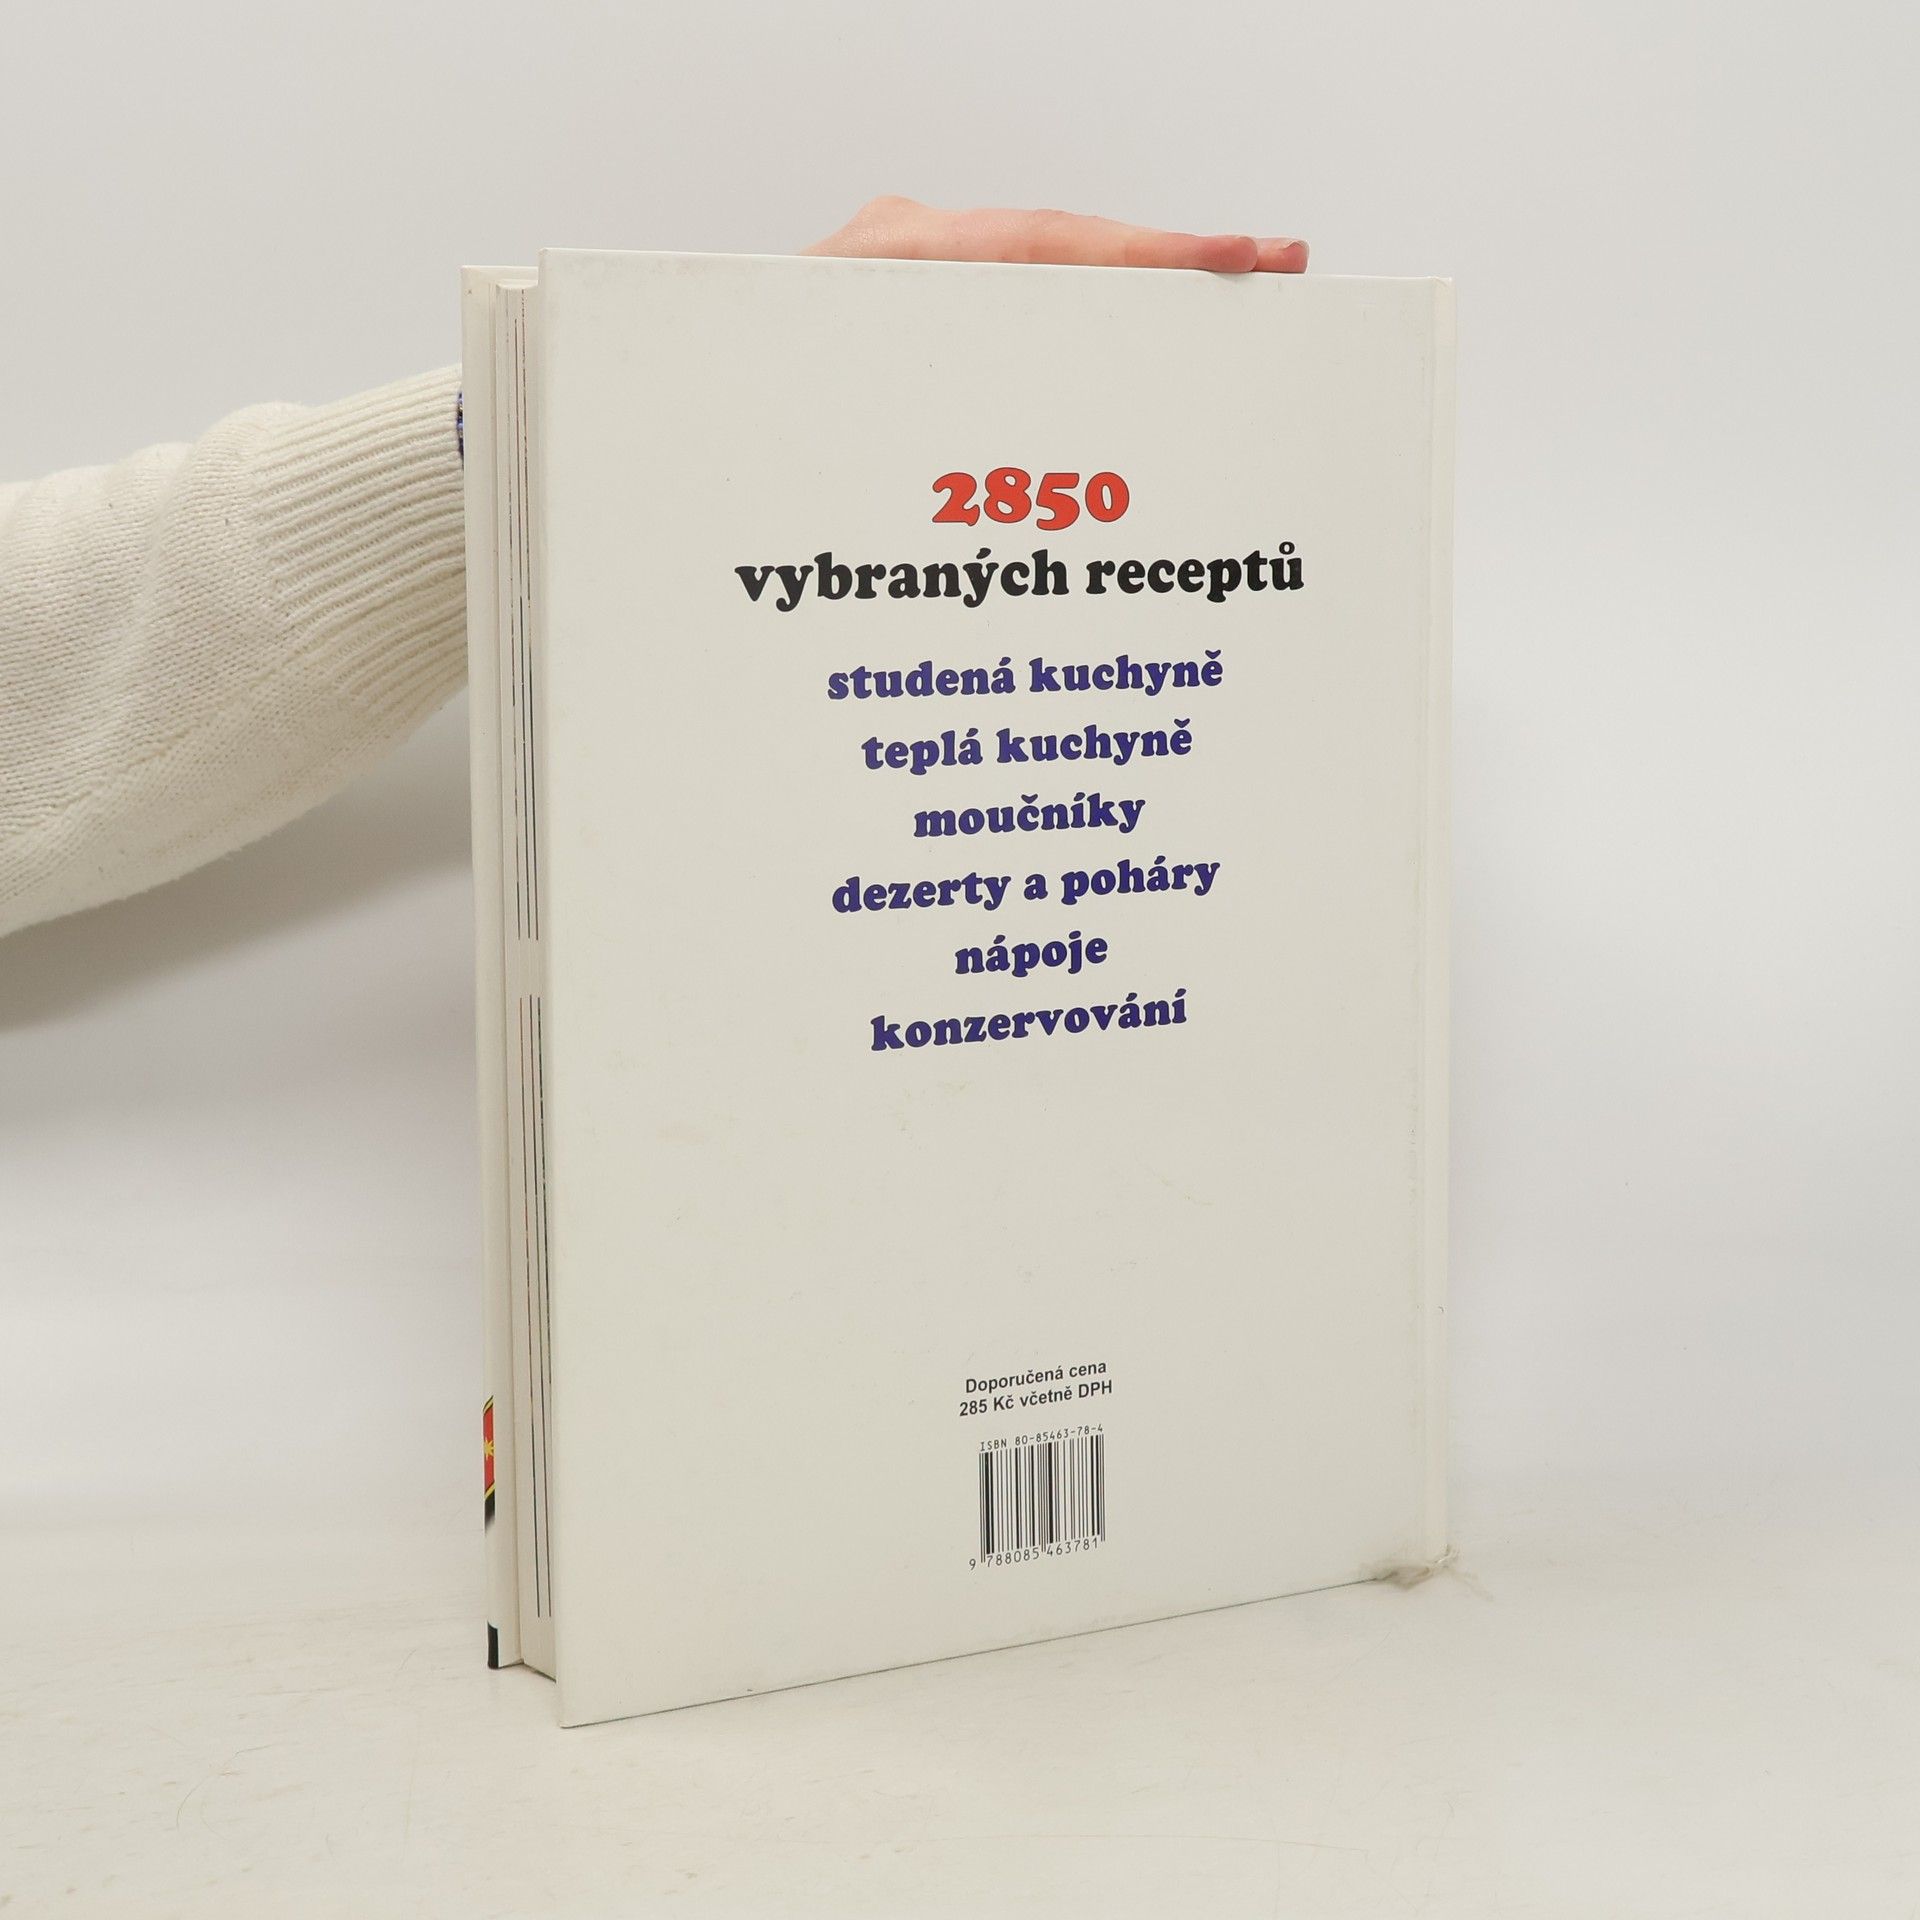 2850
vybraných receptů
studená kuchyně
teplá kuchyně
moučníky
dezerty a poháry
nápoje
konzervování
Doporučená cena
285 Kč včetně DPH
ISBN 80-85463-78-4
9 788085 463781